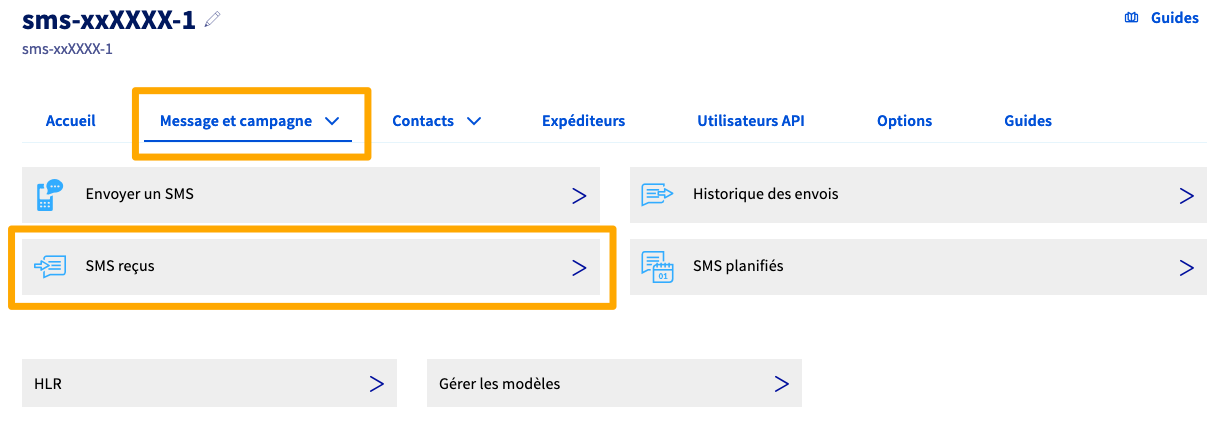 sms-xxXXXX-1
Guides
sms-xxXXXX-1
Accueil Message et campagne Contacts Expéditeurs Utilisateurs API Options Guides
Envoyer un SMS
Historique des envois
SMS reçus
01
SMS planifiés
HLR
Gérer les modèles